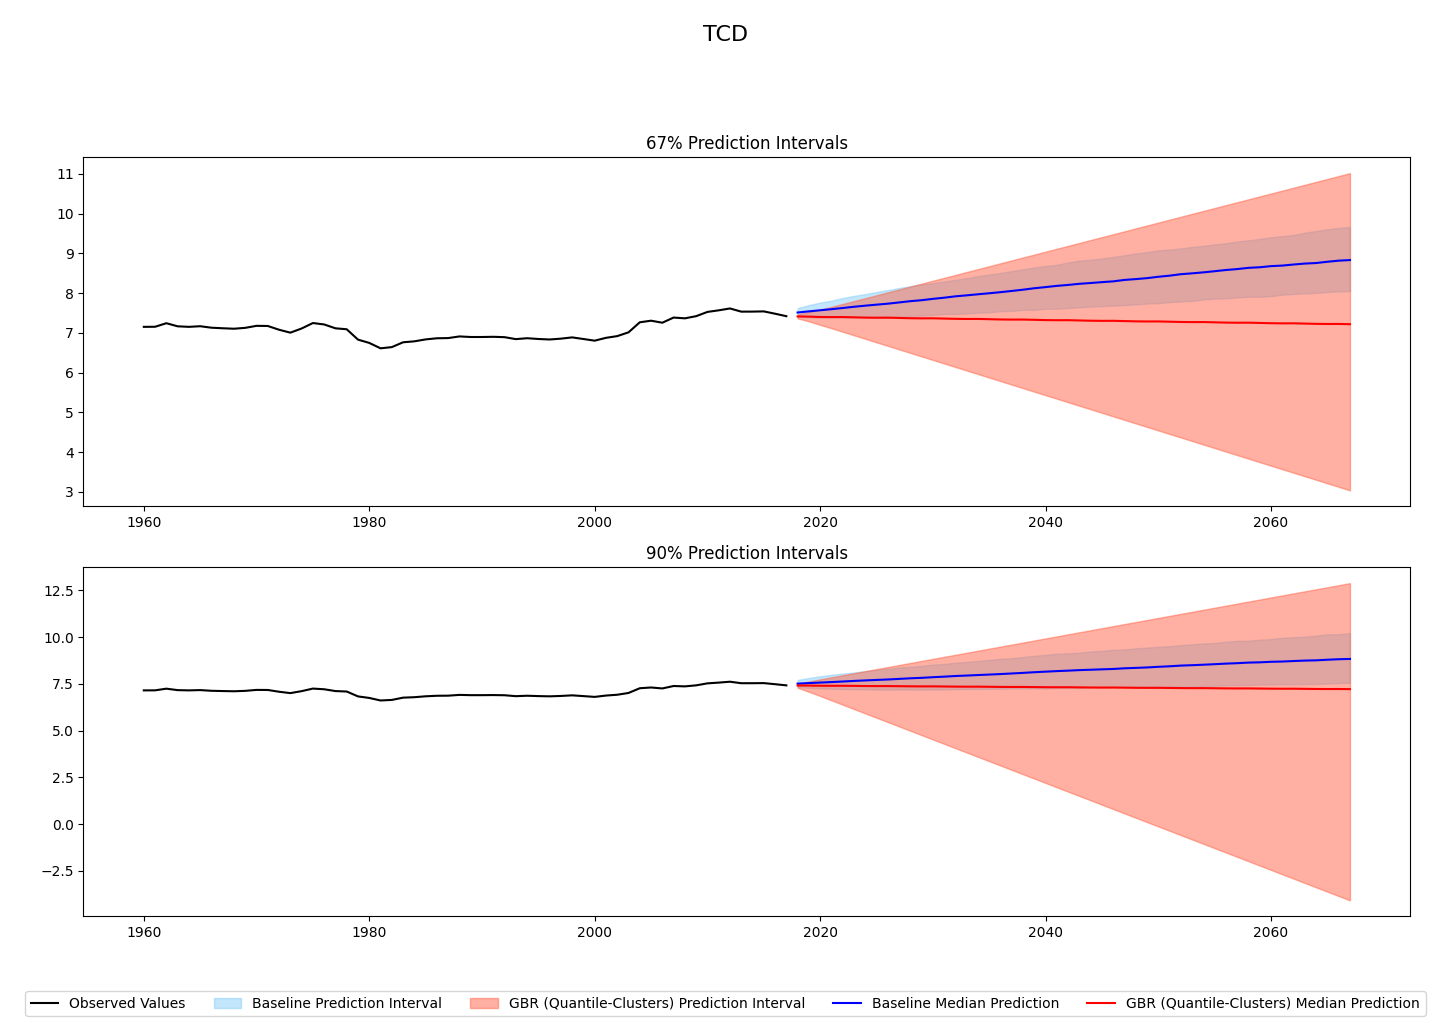 TCD
67% Prediction Intervals
11
10
9
8
7
6
5
4
3
1960 1980 2000 2020 2040 2060
90% Prediction Intervals
12.5
10.0
7.5
5.0
2.5
0.0
−2.5
1960 1980 2000 2020 2040 2060
Observed Values Baseline Prediction Interval GBR (Quantile-Clusters) Prediction Interval Baseline Median Prediction GBR (Quantile-Clusters) Median Prediction